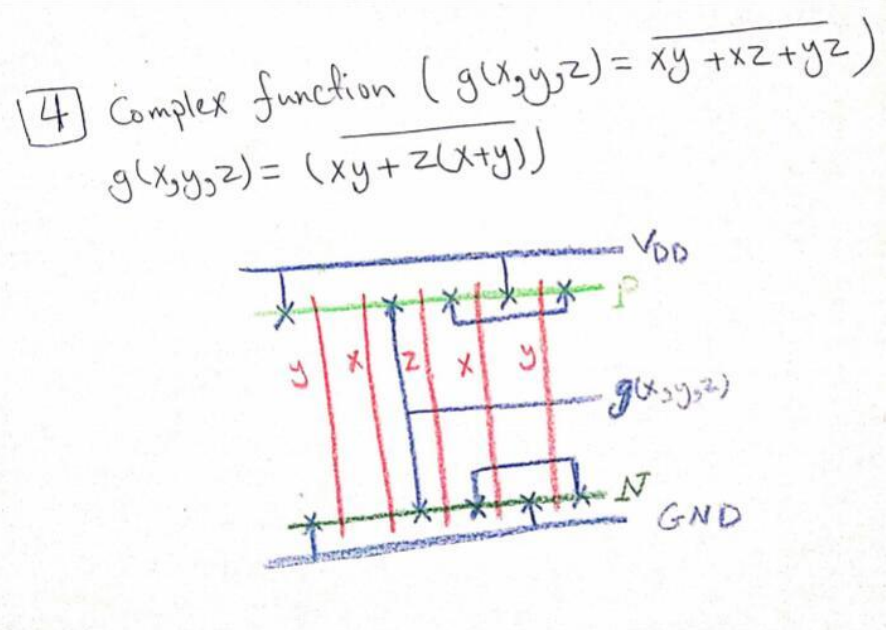 4 Complex function ( g(x,y,z) = \overline{xy + xz + yz} )
g(x,y,z) = (\overline{xy + z(x+y)})
VDD
P
y x z x y
g(x,y,z)
N
GND